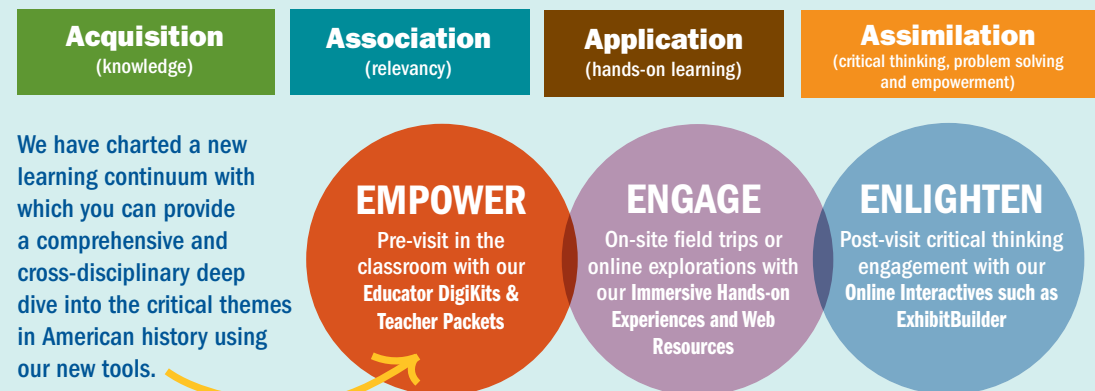 Acquisition
(knowledge)
Association
(relevancy)
Application
(hands-on learning)
Assimilation
(critical thinking, problem solving
and empowerment)
We have charted a new
learning continuum with
which you can provide
a comprehensive and
cross-disciplinary deep
dive into the critical themes
in American history using
our new tools.
EMPOWER
Pre-visit in the
classroom with our
Educator DigiKits &
Teacher Packets
ENGAGE
On-site field trips or
online explorations with
our Immersive Hands-on
Experiences and Web
Resources
ENLIGHTEN
Post-visit critical thinking
engagement with our
Online Interactives such as
ExhibitBuilder